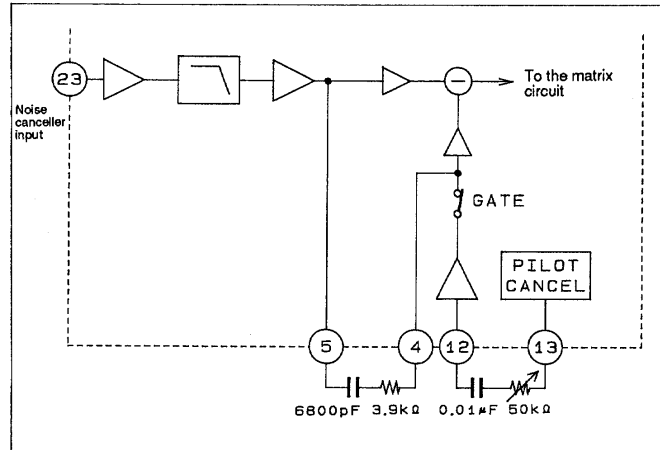 23
Noise
canceller
input
−
To the matrix
circuit
GATE
PILOT
CANCEL
5
4
12
13
6800pF 3.9kΩ 0.01μF 50kΩ